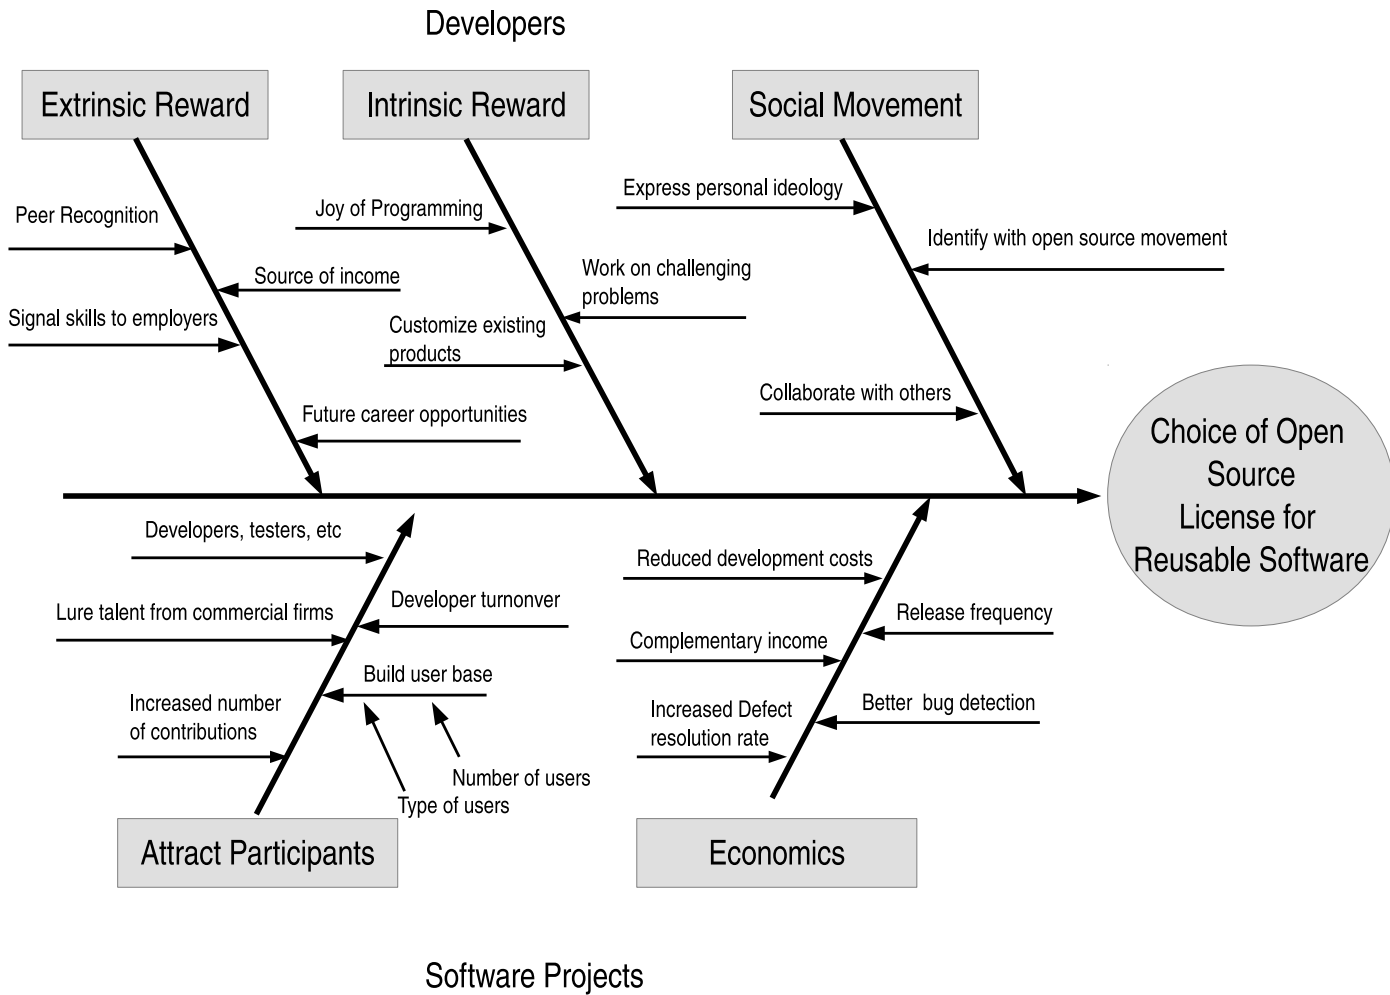 Developers
Extrinsic Reward
Intrinsic Reward
Social Movement
Peer Recognition
Source of income
Signal skills to employers
Future career opportunities
Joy of Programming
Work on challenging
problems
Customize existing
products
Express personal ideology
Identify with open source movement
Collaborate with others
Choice of Open
Source
License for
Reusable Software
Developers, testers, etc
Developer turnonver
Lure talent from commercial firms
Build user base
Increased number
of contributions
Number of users
Type of users
Reduced development costs
Release frequency
Complementary income
Better bug detection
Increased Defect
resolution rate
Attract Participants
Economics
Software Projects